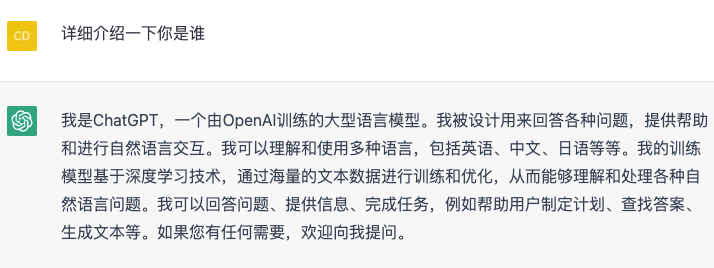 CD
详细介绍一下你是谁
我是ChatGPT，一个由OpenAI训练的大型语言模型。我被设计用来回答各种问题，提供帮助
和进行自然语言交互。我可以理解和使用多种语言，包括英语、中文、日语等等。我的训练
模型基于深度学习技术，通过海量的文本数据进行训练和优化，从而能够理解和处理各种自
然语言问题。我可以回答问题、提供信息、完成任务，例如帮助用户制定计划、查找答案、
生成文本等。如果您有任何需要，欢迎向我提问。